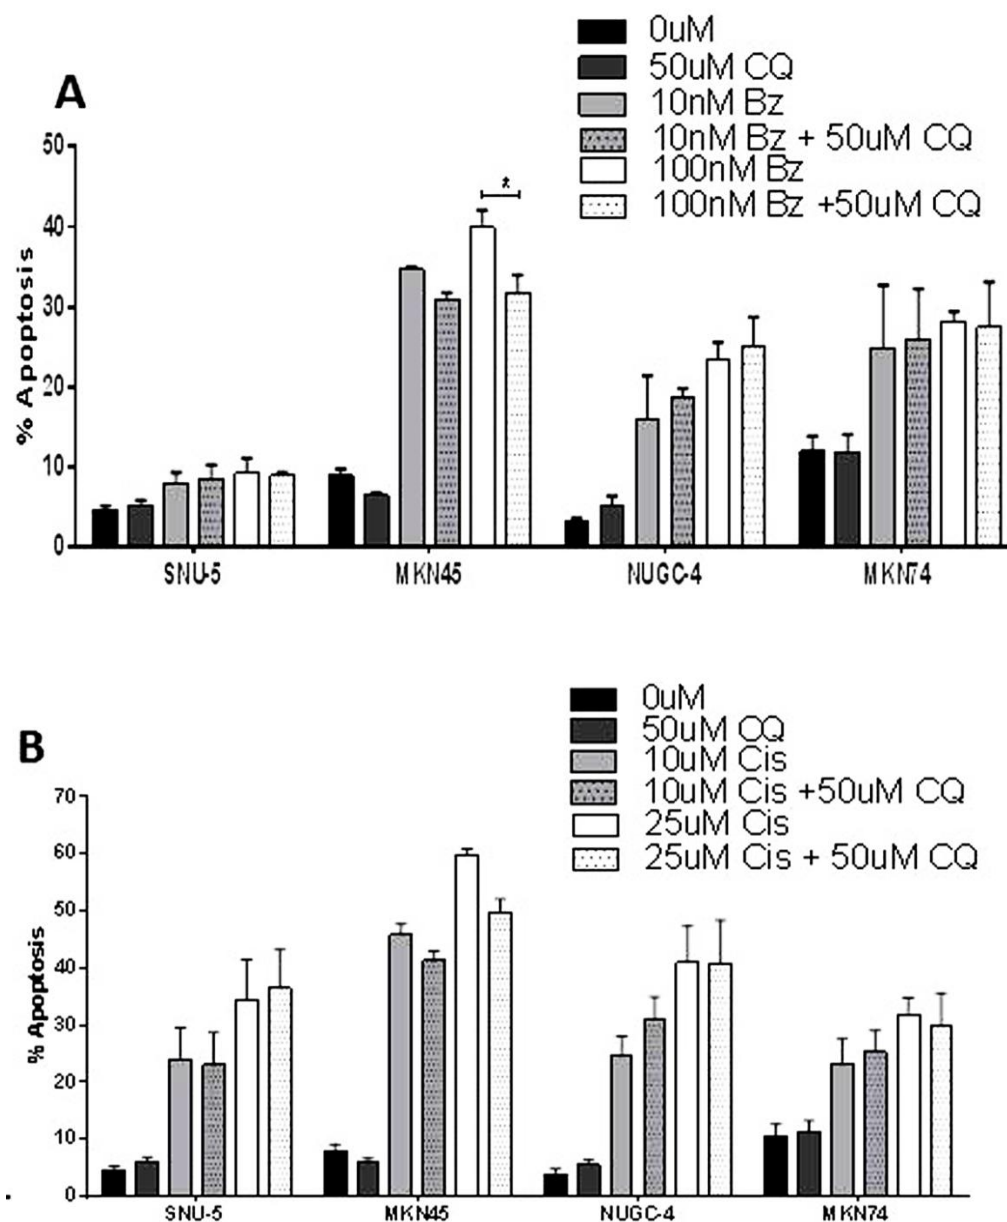 A
0uM
50uM CQ
10nM Bz
10nM Bz + 50uM CQ
100nM Bz
100nM Bz +50uM CQ
% Apoptosis
50
40
30
20
10
0
*
SNU-5 MKN45 NUGC-4 MKN74
B
0uM
50uM CQ
10uM Cis
10uM Cis +50uM CQ
25uM Cis
25uM Cis + 50uM CQ
% Apoptosis
70
60
50
40
30
20
10
0
SNU-5 MKN45 NUGC-4 MKN74